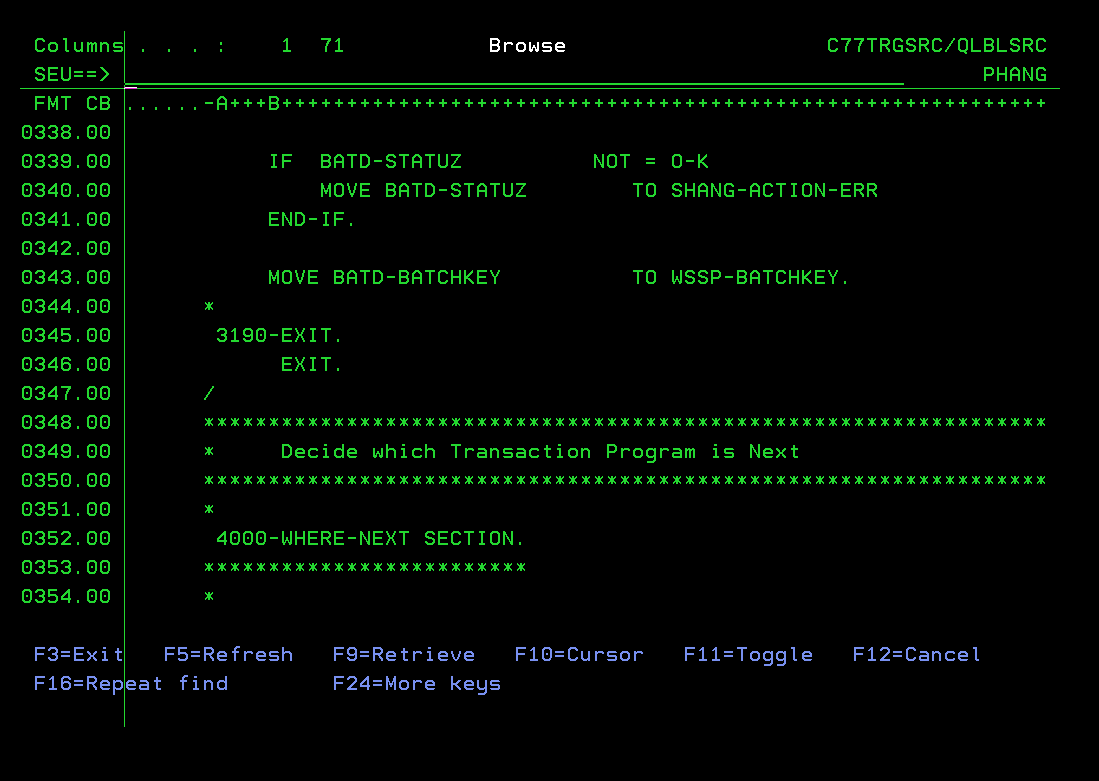 Columns . . . :    1  71           Browse                    C77TRGSRC/QLBLSRC
SEU==>                                                                   PHANG
FMT CB ......-A+++B++++++++++++++++++++++++++++++++++++++++++++++++++++++++++++
0338.00
0339.00            IF  BATD-STATUZ          NOT = O-K
0340.00                MOVE BATD-STATUZ        TO SHANG-ACTION-ERR
0341.00            END-IF.
0342.00
0343.00            MOVE BATD-BATCHKEY          TO WSSP-BATCHKEY.
0344.00       *
0345.00        3190-EXIT.
0346.00             EXIT.
0347.00       /
0348.00       *****************************************************************
0349.00       *     Decide which Transaction Program is Next
0350.00       *****************************************************************
0351.00       *
0352.00        4000-WHERE-NEXT SECTION.
0353.00       *************************
0354.00       *
F3=Exit   F5=Refresh   F9=Retrieve   F10=Cursor   F11=Toggle   F12=Cancel
F16=Repeat find        F24=More keys